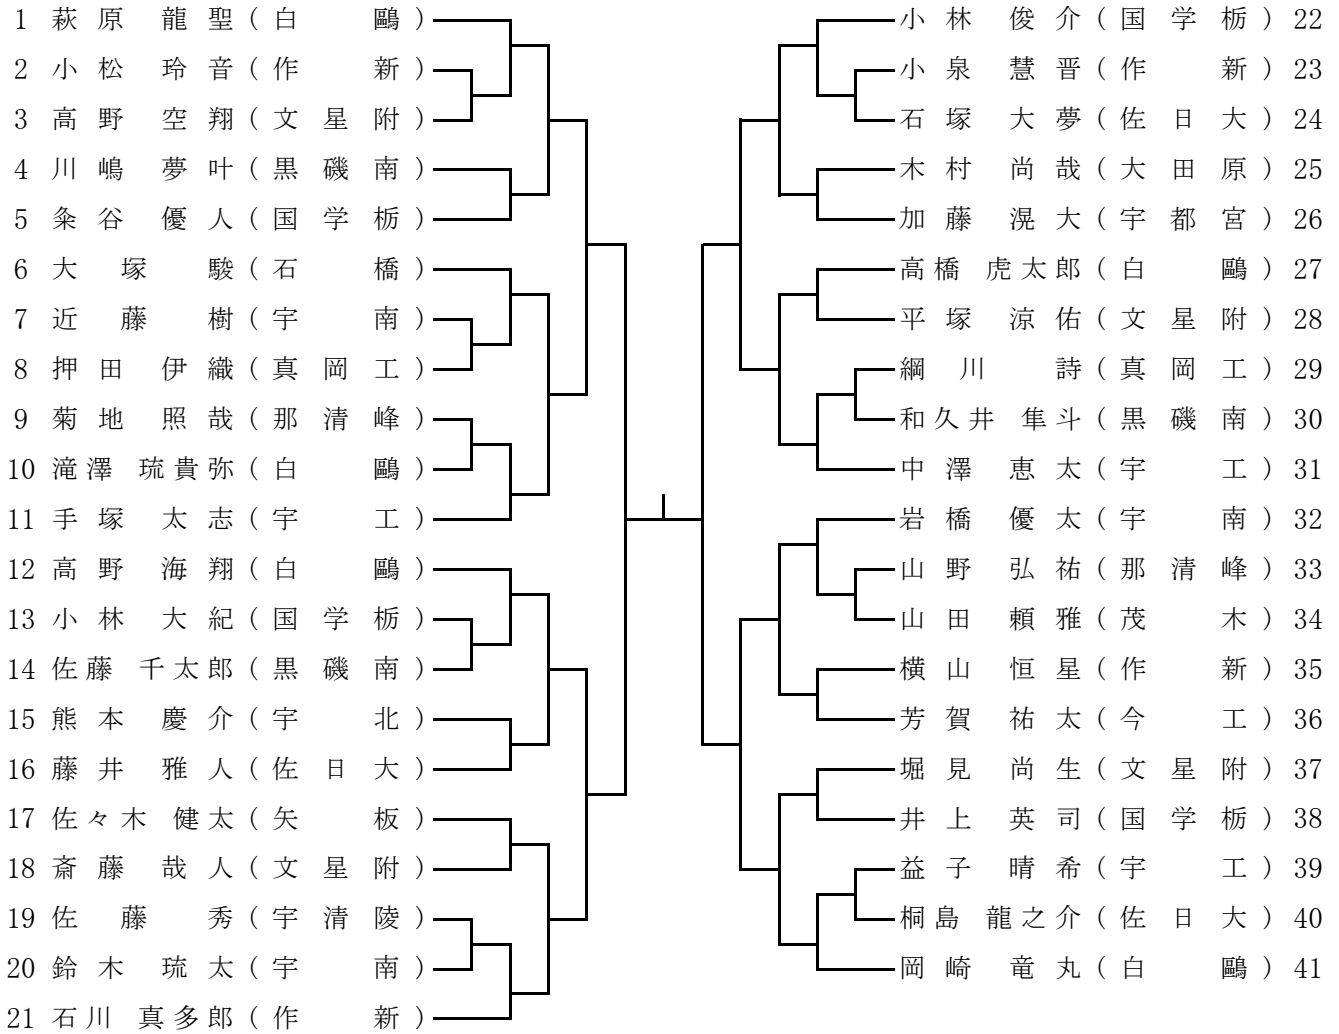 1 萩原 龍聖 (白鷗)
2 小松 玲音 (作新)
3 高野 空翔 (文星附)
4 川嶋 夢叶 (黒磯南)
5 粂谷 優人 (国学栃)
6 大塚 駿 (石橋)
7 近藤 樹 (宇南)
8 押田 伊織 (真岡工)
9 菊地 照哉 (那清峰)
10 滝澤 琉貴弥 (白鷗)
11 手塚 太志 (宇工)
12 高野 海翔 (白鷗)
13 小林 大紀 (国学栃)
14 佐藤 千太郎 (黒磯南)
15 熊本 慶介 (宇北)
16 藤井 雅人 (佐日大)
17 佐々木 健太 (矢板)
18 斎藤 哉人 (文星附)
19 佐藤 秀 (宇清陵)
20 鈴木 琉太 (宇南)
21 石川 真多郎 (作新)
小林 俊介 (国学栃) 22
小泉 慧晋 (作新) 23
石塚 大夢 (佐日大) 24
木村 尚哉 (大田原) 25
加藤 滉大 (宇都宮) 26
高橋 虎太郎 (白鷗) 27
平塚 涼佑 (文星附) 28
綱川 詩 (真岡工) 29
和久井 隼斗 (黒磯南) 30
中澤 恵太 (宇工) 31
岩橋 優太 (宇南) 32
山野 弘祐 (那清峰) 33
山田 頼雅 (茂木) 34
横山 恒星 (作新) 35
芳賀 祐太 (今工) 36
堀見 尚生 (文星附) 37
井上 英司 (国学栃) 38
益子 晴希 (宇工) 39
桐島 龍之介 (佐日大) 40
岡崎 竜丸 (白鷗) 41